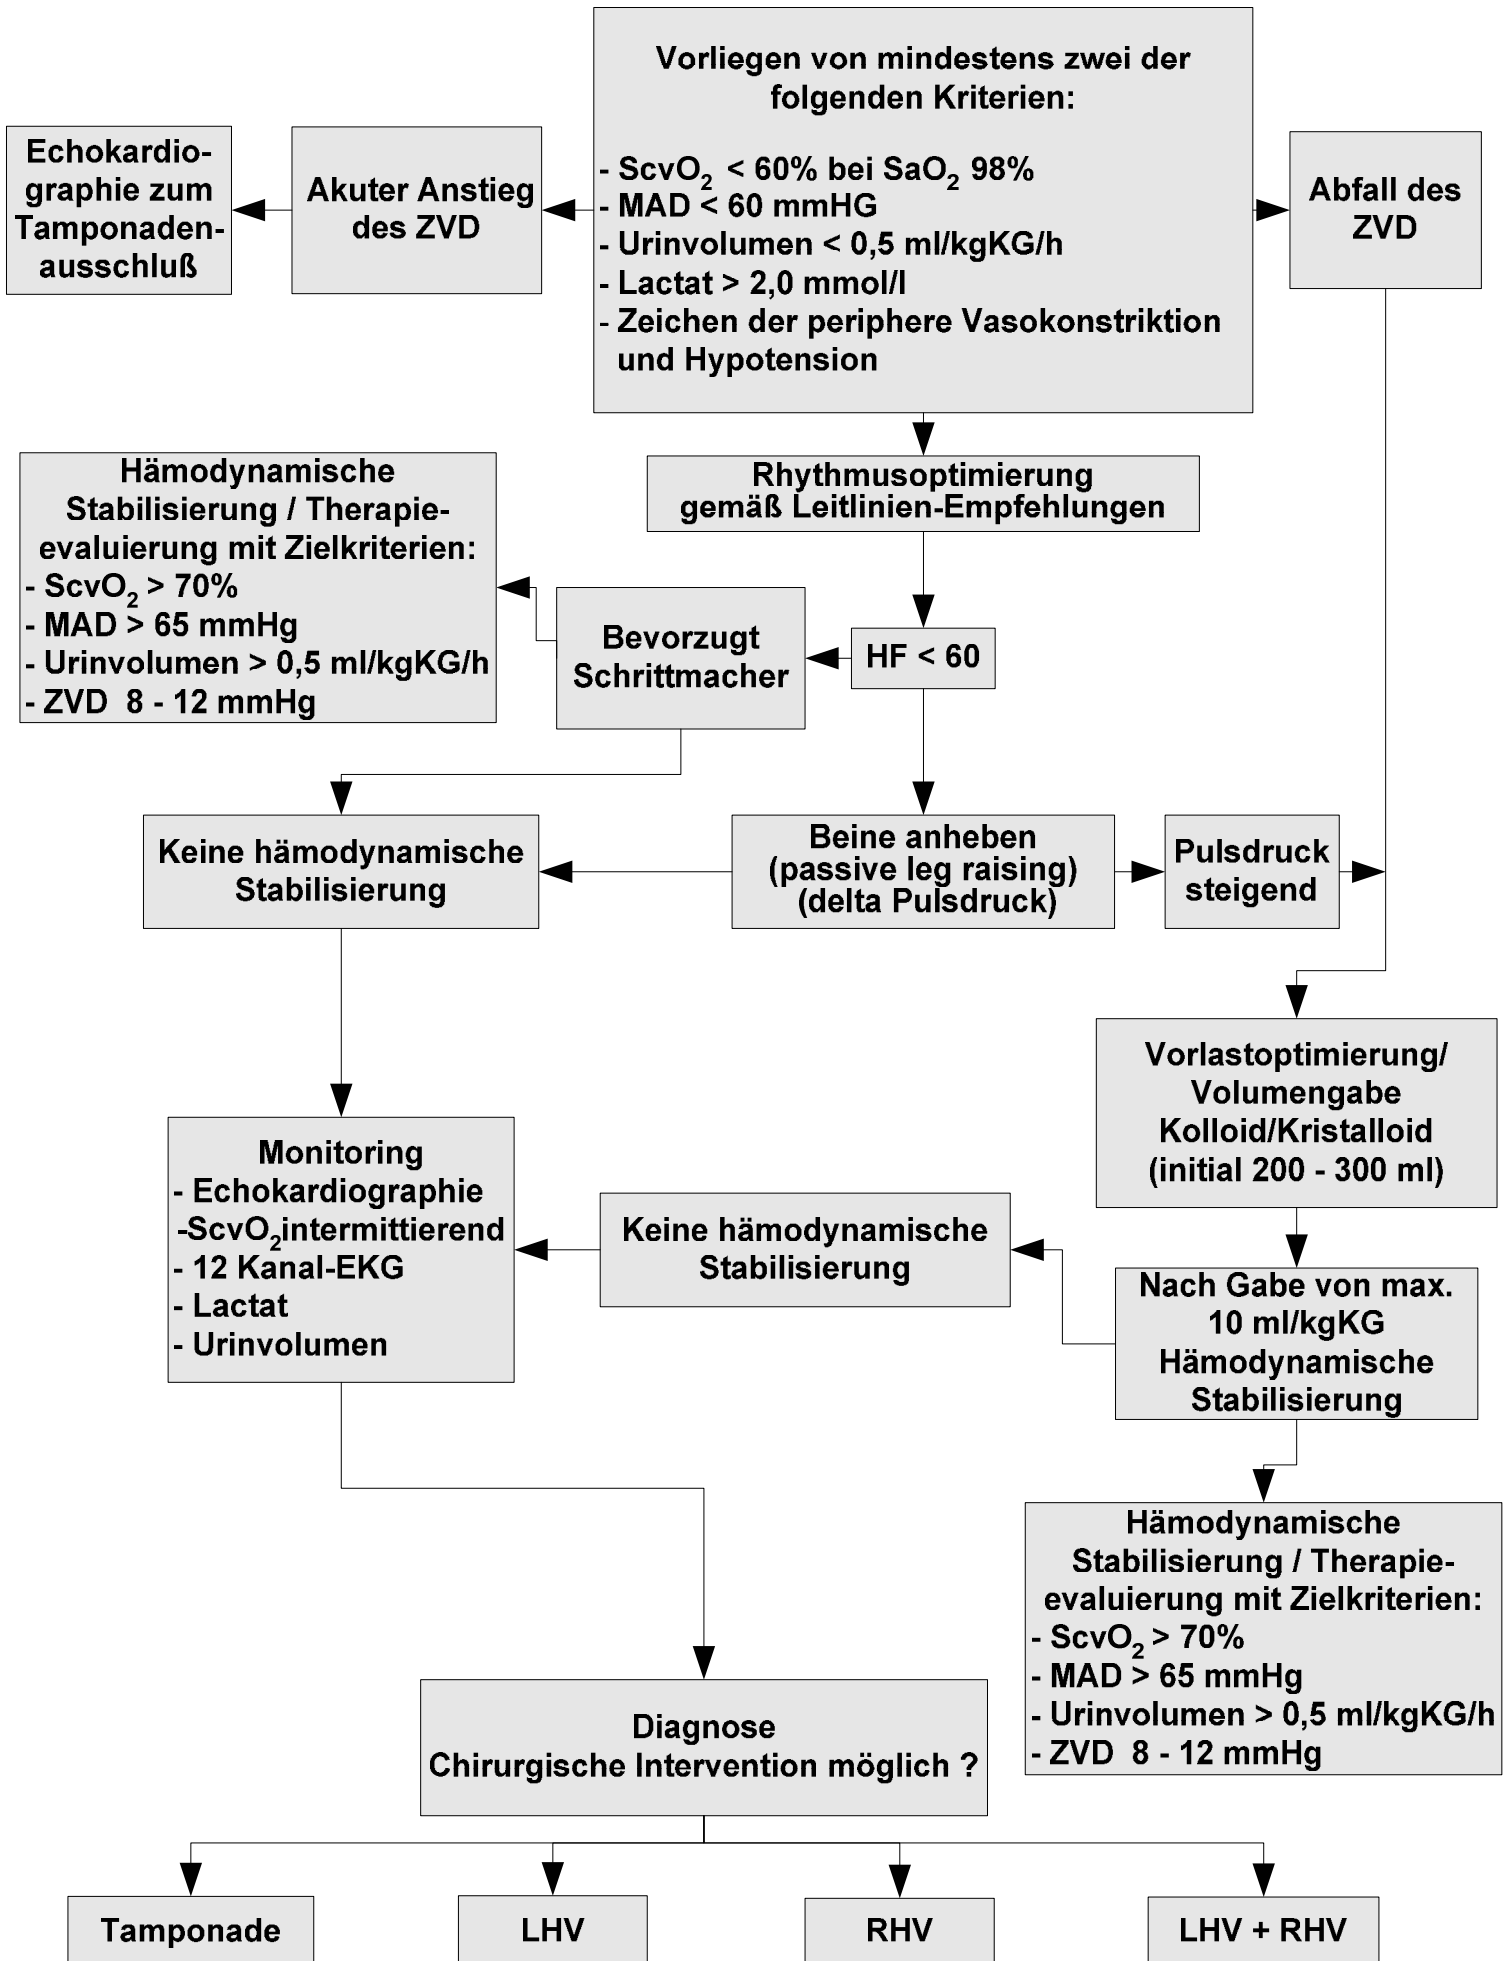 Vorliegen von mindestens zwei der
folgenden Kriterien:
- ScvO2 < 60% bei SaO2 98%
- MAD < 60 mmHG
- Urinvolumen < 0,5 ml/kgKG/h
- Lactat > 2,0 mmol/l
- Zeichen der periphere Vasokonstriktion
und Hypotension
Echokardio-
graphie zum
Tamponaden-
ausschluß
Akuter Anstieg
des ZVD
Abfall des
ZVD
Rhythmusoptimierung
gemäß Leitlinien-Empfehlungen
Hämodynamische
Stabilisierung / Therapie-
evaluierung mit Zielkriterien:
- ScvO2 > 70%
- MAD > 65 mmHg
- Urinvolumen > 0,5 ml/kgKG/h
- ZVD 8 - 12 mmHg
Bevorzugt
Schrittmacher
HF < 60
Keine hämodynamische
Stabilisierung
Beine anheben
(passive leg raising)
(delta Pulsdruck)
Pulsdruck
steigend
Vorlastoptimierung/
Volumengabe
Kolloid/Kristalloid
(initial 200 - 300 ml)
Monitoring
- Echokardiographie
-ScvO2intermittierend
- 12 Kanal-EKG
- Lactat
- Urinvolumen
Keine hämodynamische
Stabilisierung
Nach Gabe von max.
10 ml/kgKG
Hämodynamische
Stabilisierung
Hämodynamische
Stabilisierung / Therapie-
evaluierung mit Zielkriterien:
- ScvO2 > 70%
- MAD > 65 mmHg
- Urinvolumen > 0,5 ml/kgKG/h
- ZVD 8 - 12 mmHg
Diagnose
Chirurgische Intervention möglich ?
Tamponade
LHV
RHV
LHV + RHV